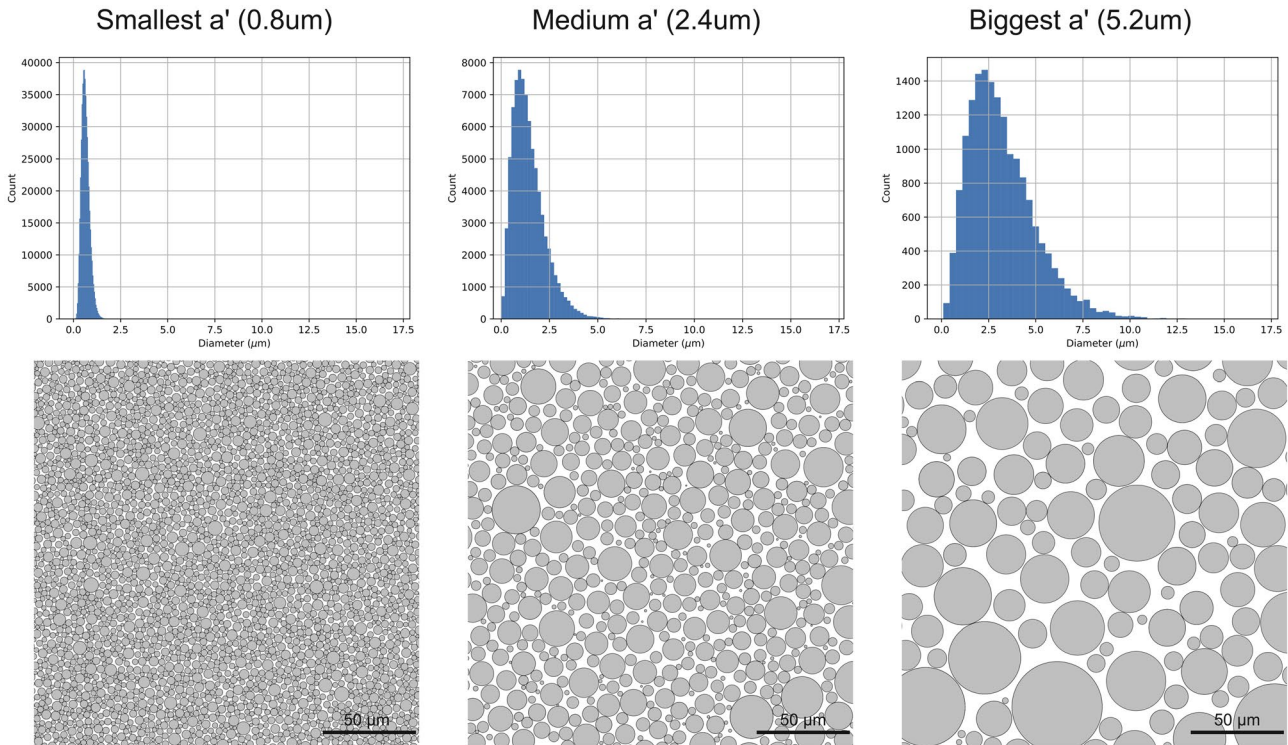 Smallest a' (0.8um)
Medium a' (2.4um)
Biggest a' (5.2um)
40000
35000
30000
25000
20000
15000
10000
5000
0
Count
0.0 2.5 5.0 7.5 10.0 12.5 15.0 17.5
Diameter (µm)
8000
7000
6000
5000
4000
3000
2000
1000
0
Count
0.0 2.5 5.0 7.5 10.0 12.5 15.0 17.5
Diameter (µm)
1400
1200
1000
800
600
400
200
0
Count
0.0 2.5 5.0 7.5 10.0 12.5 15.0 17.5
Diameter (µm)
50 µm
50 µm
50 µm